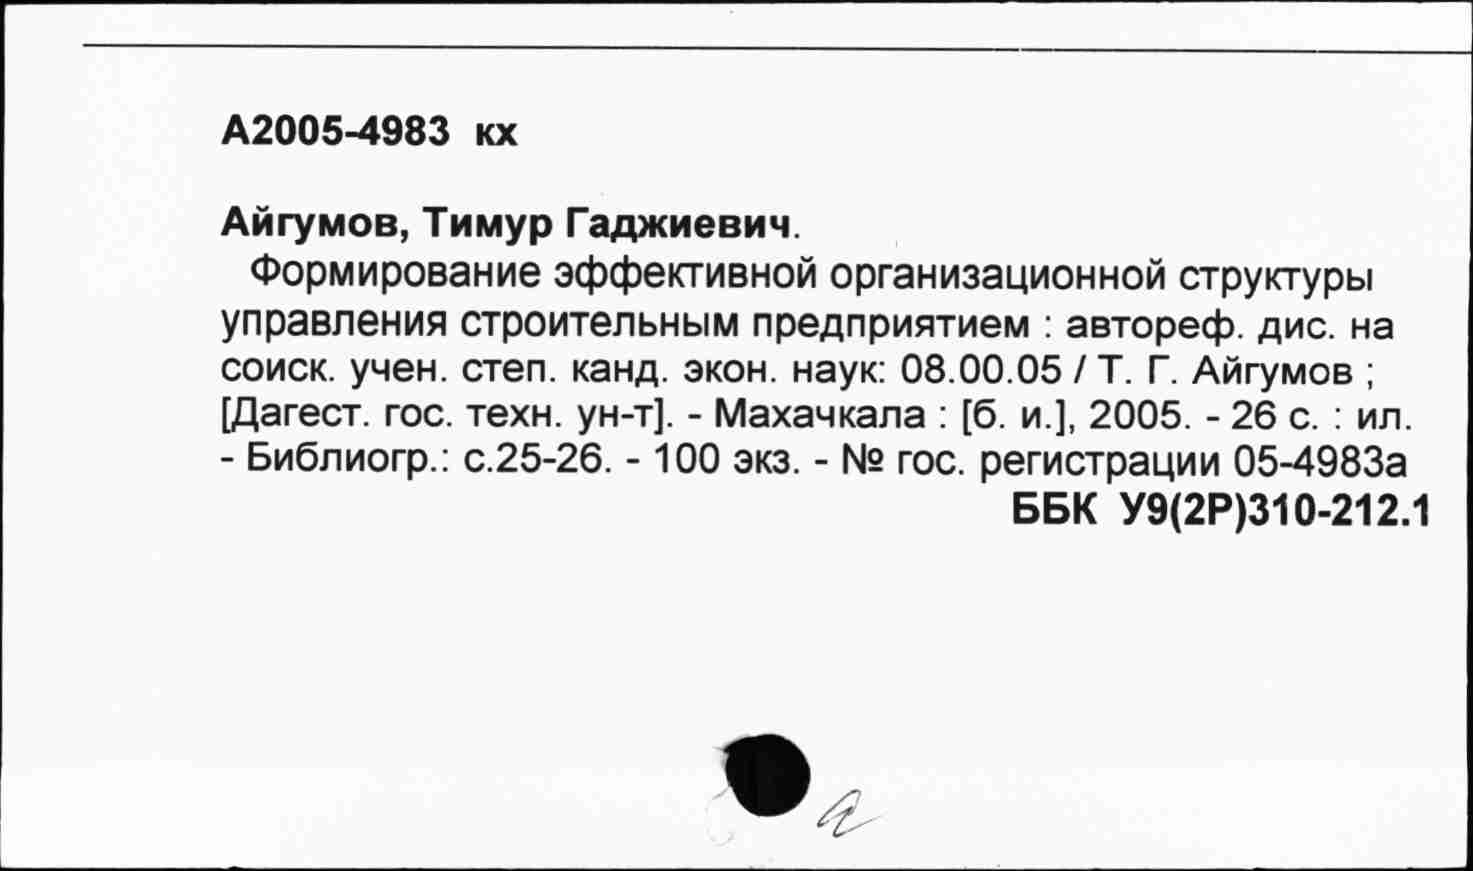 А2005-4983 кх
Айгумов, Тимур Гаджиевич.
Формирование эффективной организационной структуры
управления строительным предприятием : автореф. дис. на
соиск. учен. степ. канд. экон. наук: 08.00.05 / Т. Г. Айгумов ;
[Дагест. гос. техн. ун-т]. - Махачкала : [б. и.], 2005. - 26 с. : ил.
- Библиогр.: с.25-26. - 100 экз. - № гос. регистрации 05-4983а
ББК У9(2Р)310-212.1